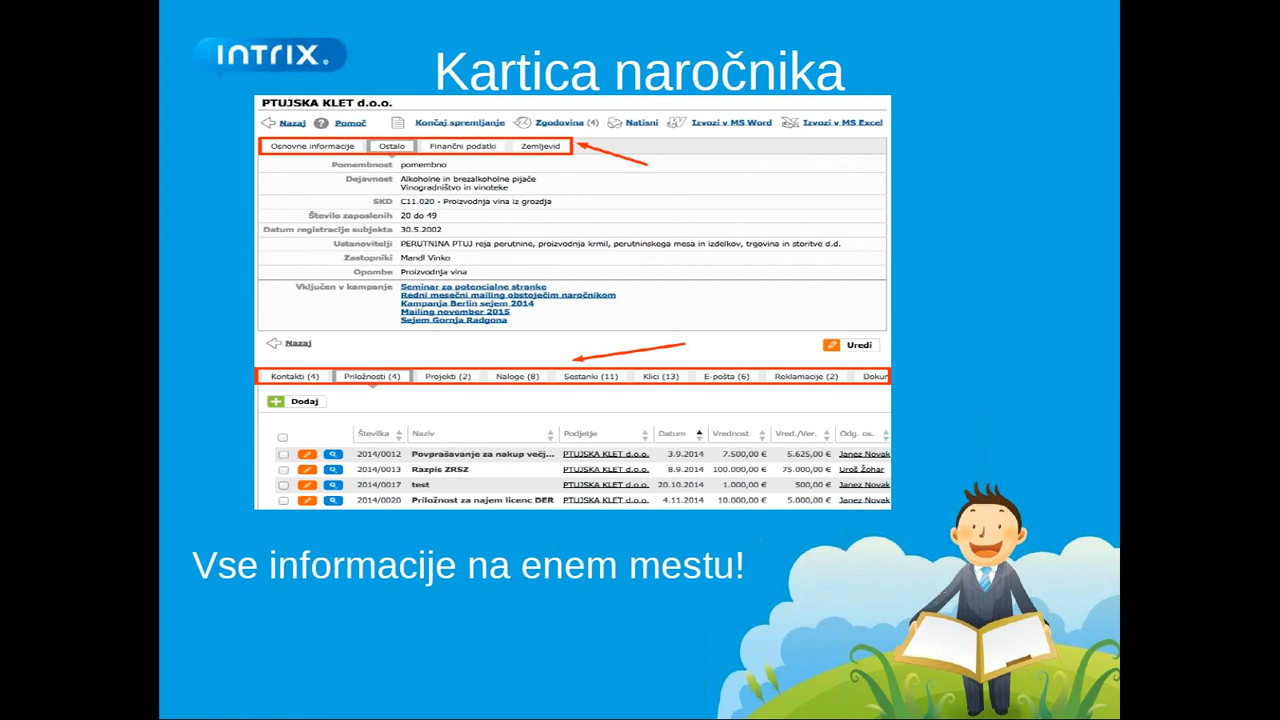 INTRIX.
Kartica naročnika
PTUJSKA KLET d.o.o.
Nazaj Pomoč Končaj spremljanje Zgodovina (4) Natisni Izvozi v MS Word Izvozi v MS Excel
Osnovne informacije Ostalo Finančni podatki Zemljevid
Pomembnost pomembno
Dejavnost Alkoholne in brezalkoholne pijače
Vinogradništvo in vinoteke
SKD C11.020 - Proizvodnja vina iz grozdja
Število zaposlenih 20 do 49
Datum registracije subjekta 30.5.2002
Ustanovitelji PERUTNINA PTUJ reja perutnine, proizvodnja krmil, perutninskega mesa in izdelkov, trgovina in storitve d.d.
Zastopniki Mandl Vinko
Opombe Proizvodnja vina
Vključen v kampanje Seminar za potencialne stranke
Redni mesečni mailing obstoječim naročnikom
Kampanja Berlin sejem 2014
Mailing november 2015
Sejem Gornja Radgona
Nazaj Uredi
Kontakti (4) Priložnosti (4) Projekti (2) Naloge (8) Sestanki (11) Klici (13) E-pošta (6) Reklamacije (2) Dokur
Dodaj
Številka Naziv Podjetje Datum Vrednost Vred./Ver. Odg. os.
2014/0012 Povpraševanje za nakup večj... PTUJSKA KLET d.o.o. 3.9.2014 7.500,00 € 5.625,00 € Janez Novak
2014/0013 Razpis ZRSZ PTUJSKA KLET d.o.o. 8.9.2014 100.000,00 € 75.000,00 € Uroš Žohar
2014/0017 test PTUJSKA KLET d.o.o. 20.10.2014 1.000,00 € 500,00 € Janez Novak
2014/0020 Priložnost za najem licenc DER PTUJSKA KLET d.o.o. 4.11.2014 10.000,00 € 5.000,00 € Janez Novak
Vse informacije na enem mestu!